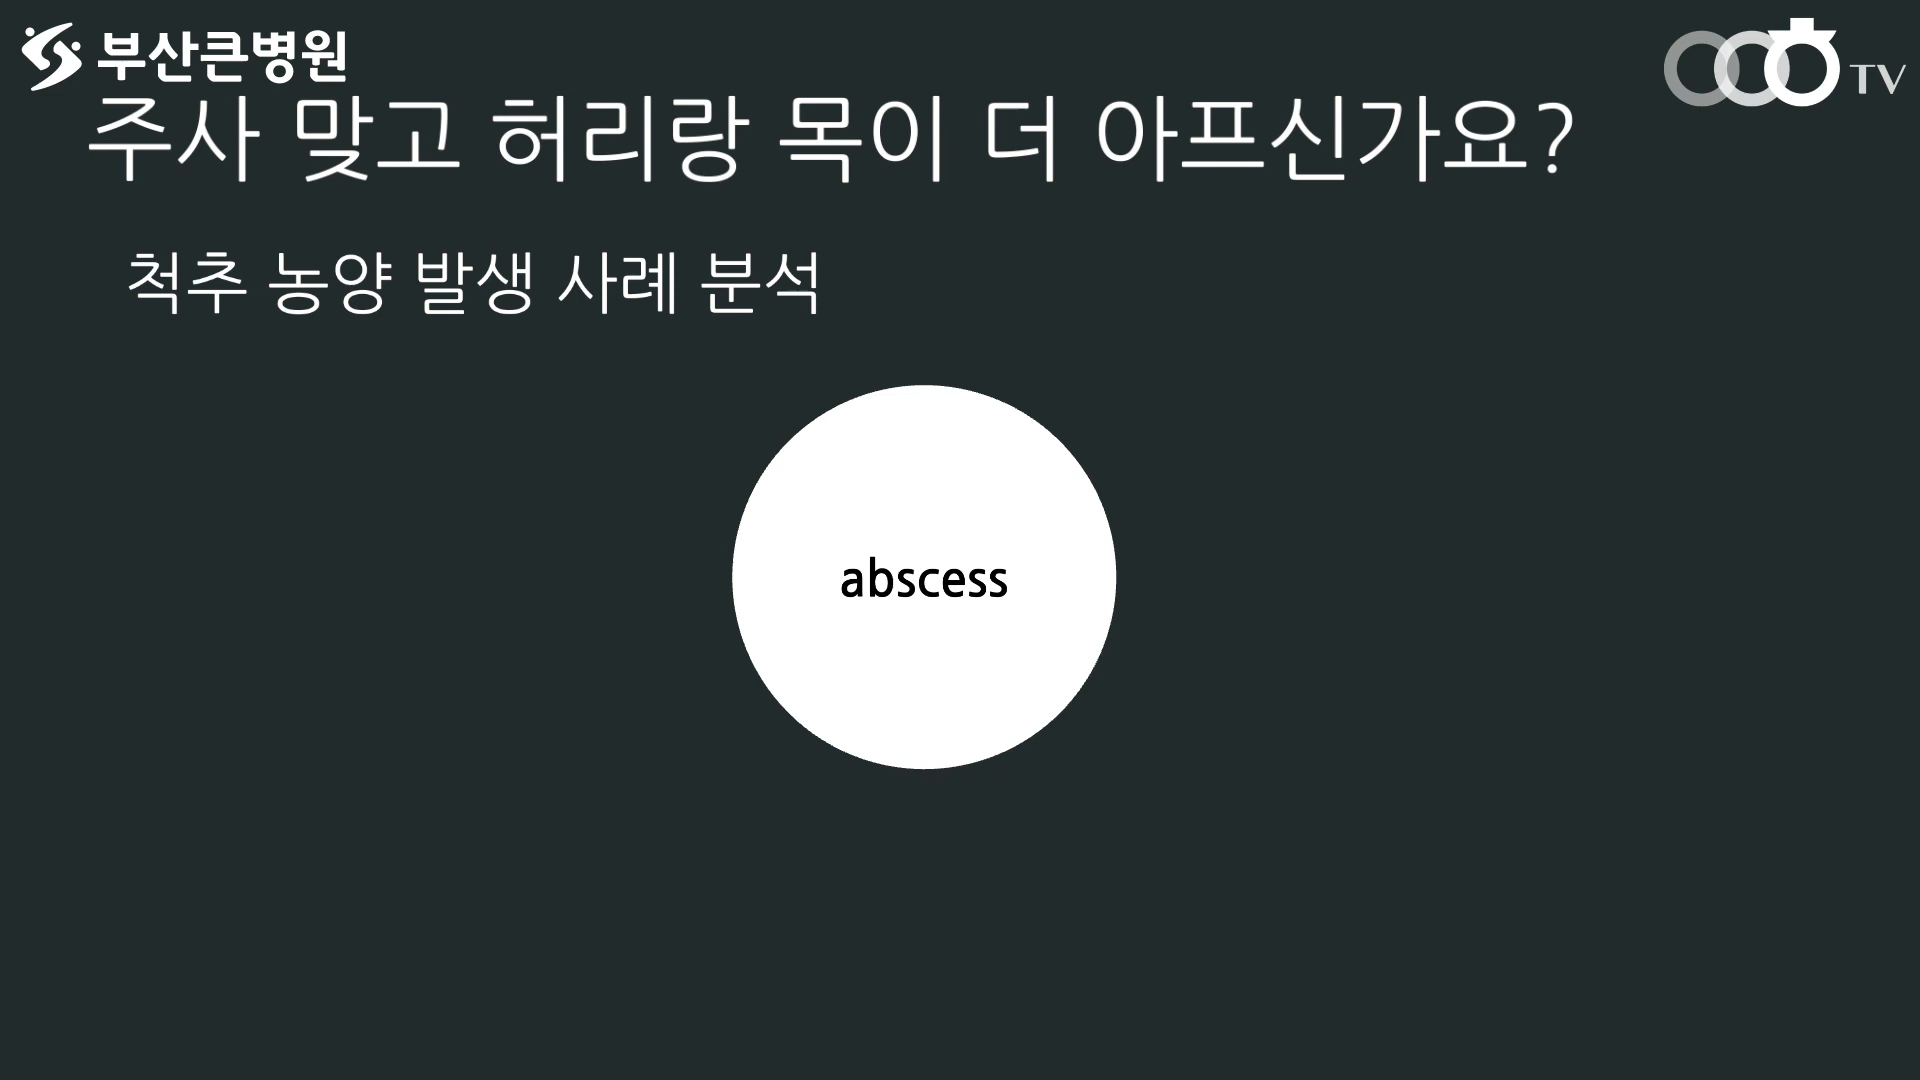 부산큰병원
TV
주사 맞고 허리랑 목이 더 아프신가요?
척추 농양 발생 사례 분석
abscess